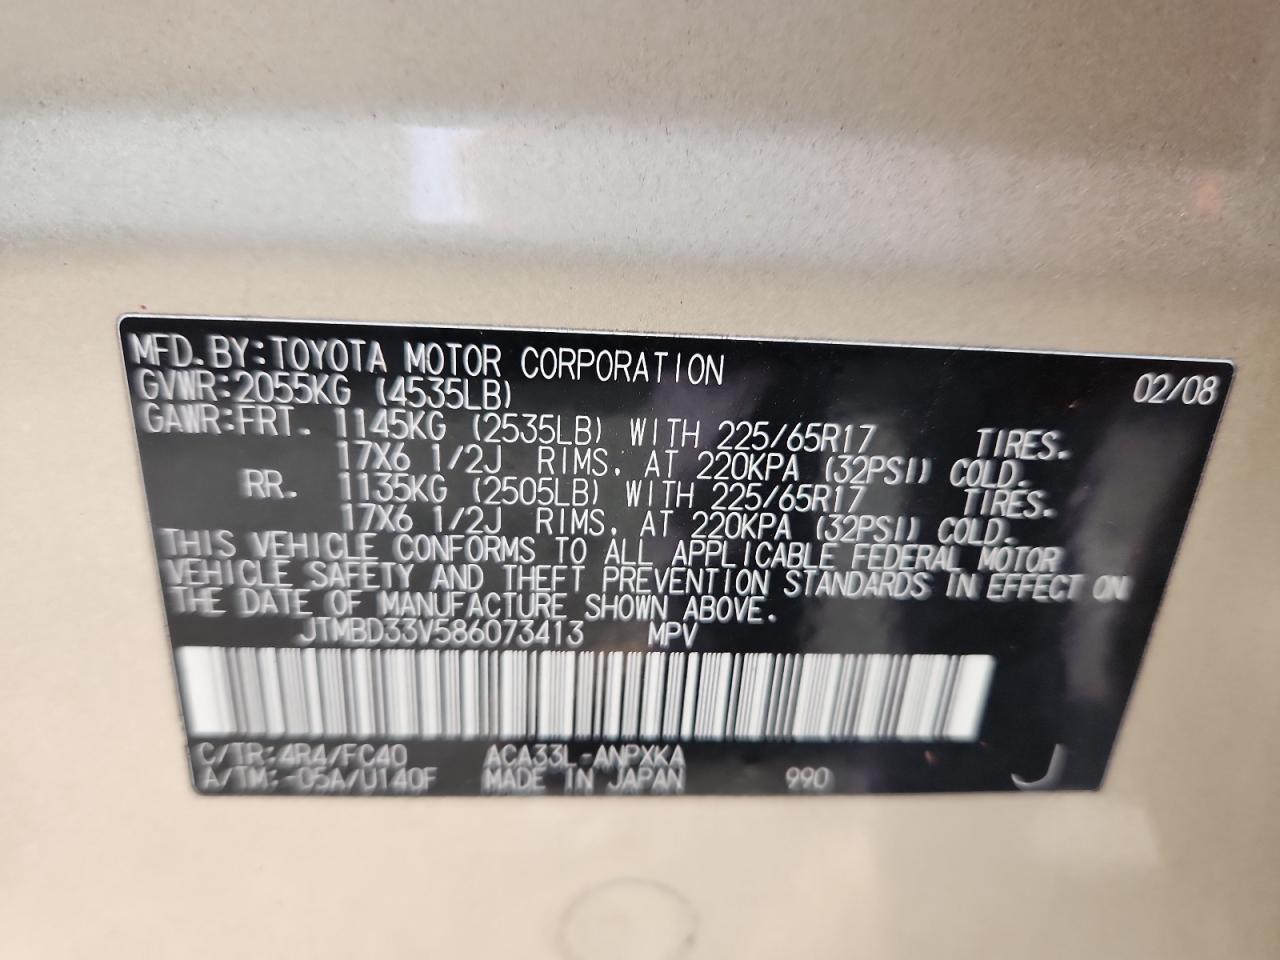 MFD. BY: TOYOTA MOTOR CORPORATION 02/08
GVWR: 2055KG (4535LB)
GAWR: FRT. 1145KG (2535LB) WITH 225/65R17 TIRES.
17X6 1/2J RIMS, AT 220KPA (32PSI) COLD.
RR. 1135KG (2505LB) WITH 225/65R17 TIRES.
17X6 1/2J RIMS, AT 220KPA (32PSI) COLD.
THIS VEHICLE CONFORMS TO ALL APPLICABLE FEDERAL MOTOR
VEHICLE SAFETY AND THEFT PREVENTION STANDARDS IN EFFECT ON
THE DATE OF MANUFACTURE SHOWN ABOVE.
JTMBD33V586073413 MPV
C/TR: 4R4/FC40 ACA33L-ANPXKA
A/TM: -05A/U140F MADE IN JAPAN 990 J